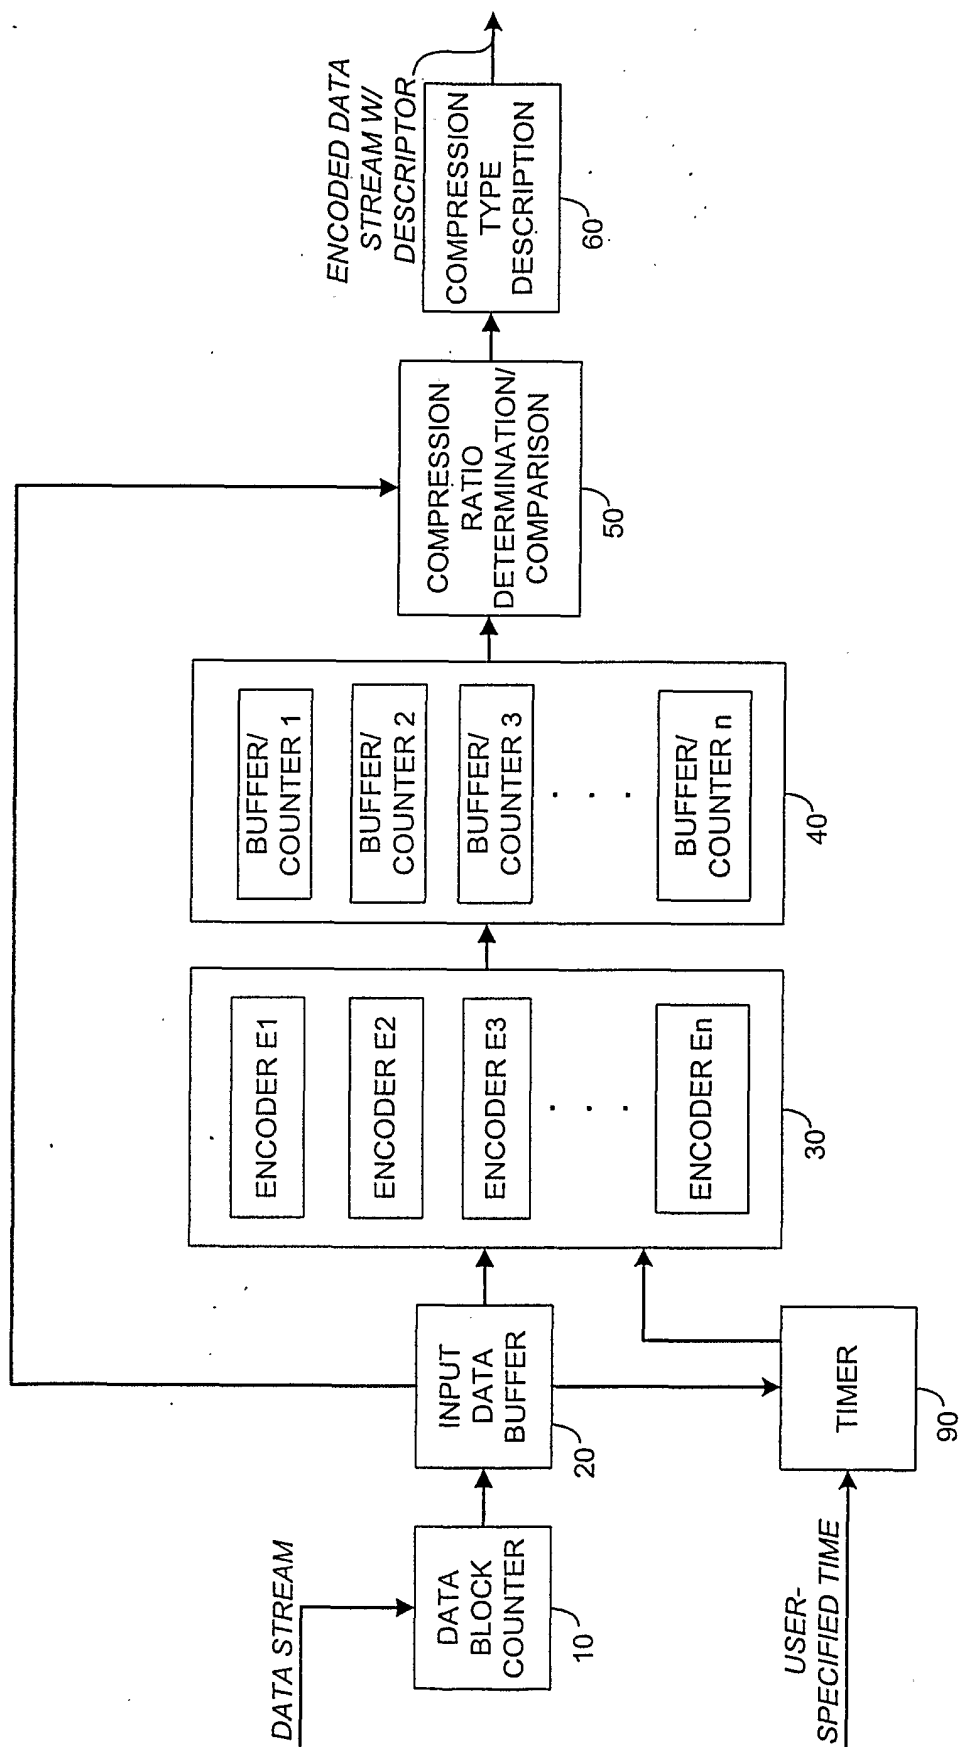 DATA STREAM
DATA
BLOCK
COUNTER
10
INPUT
DATA
BUFFER
20
USER-
SPECIFIED TIME
TIMER
90
ENCODER E1
ENCODER E2
ENCODER E3
. . .
ENCODER En
30
BUFFER/
COUNTER 1
BUFFER/
COUNTER 2
BUFFER/
COUNTER 3
. . .
BUFFER/
COUNTER n
40
COMPRESSION
RATIO
DETERMINATION/
COMPARISON
50
COMPRESSION
TYPE
DESCRIPTION
60
ENCODED DATA
STREAM W/
DESCRIPTOR